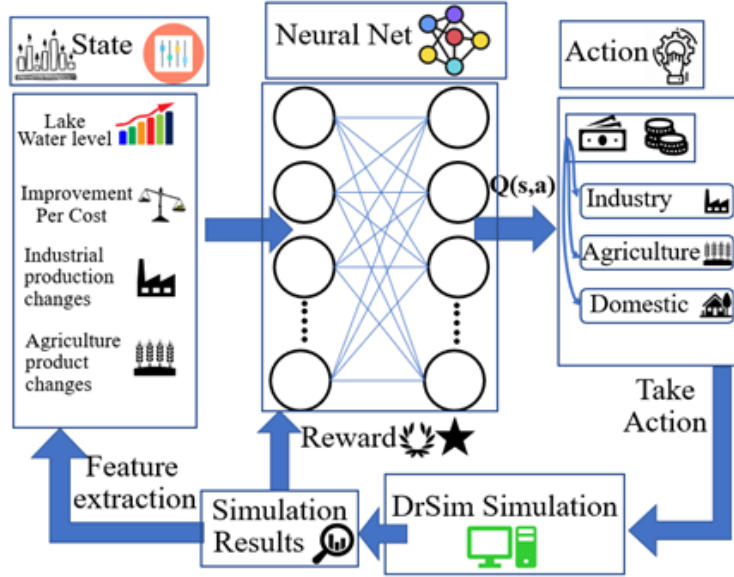 State
Neural Net
Action
Lake
Water level
Improvement
Per Cost
Industrial
production
changes
Agriculture
product
changes
Q(s,a)
Industry
Agriculture
Domestic
Take
Action
Reward
Feature
extraction
Simulation
Results
DrSim Simulation